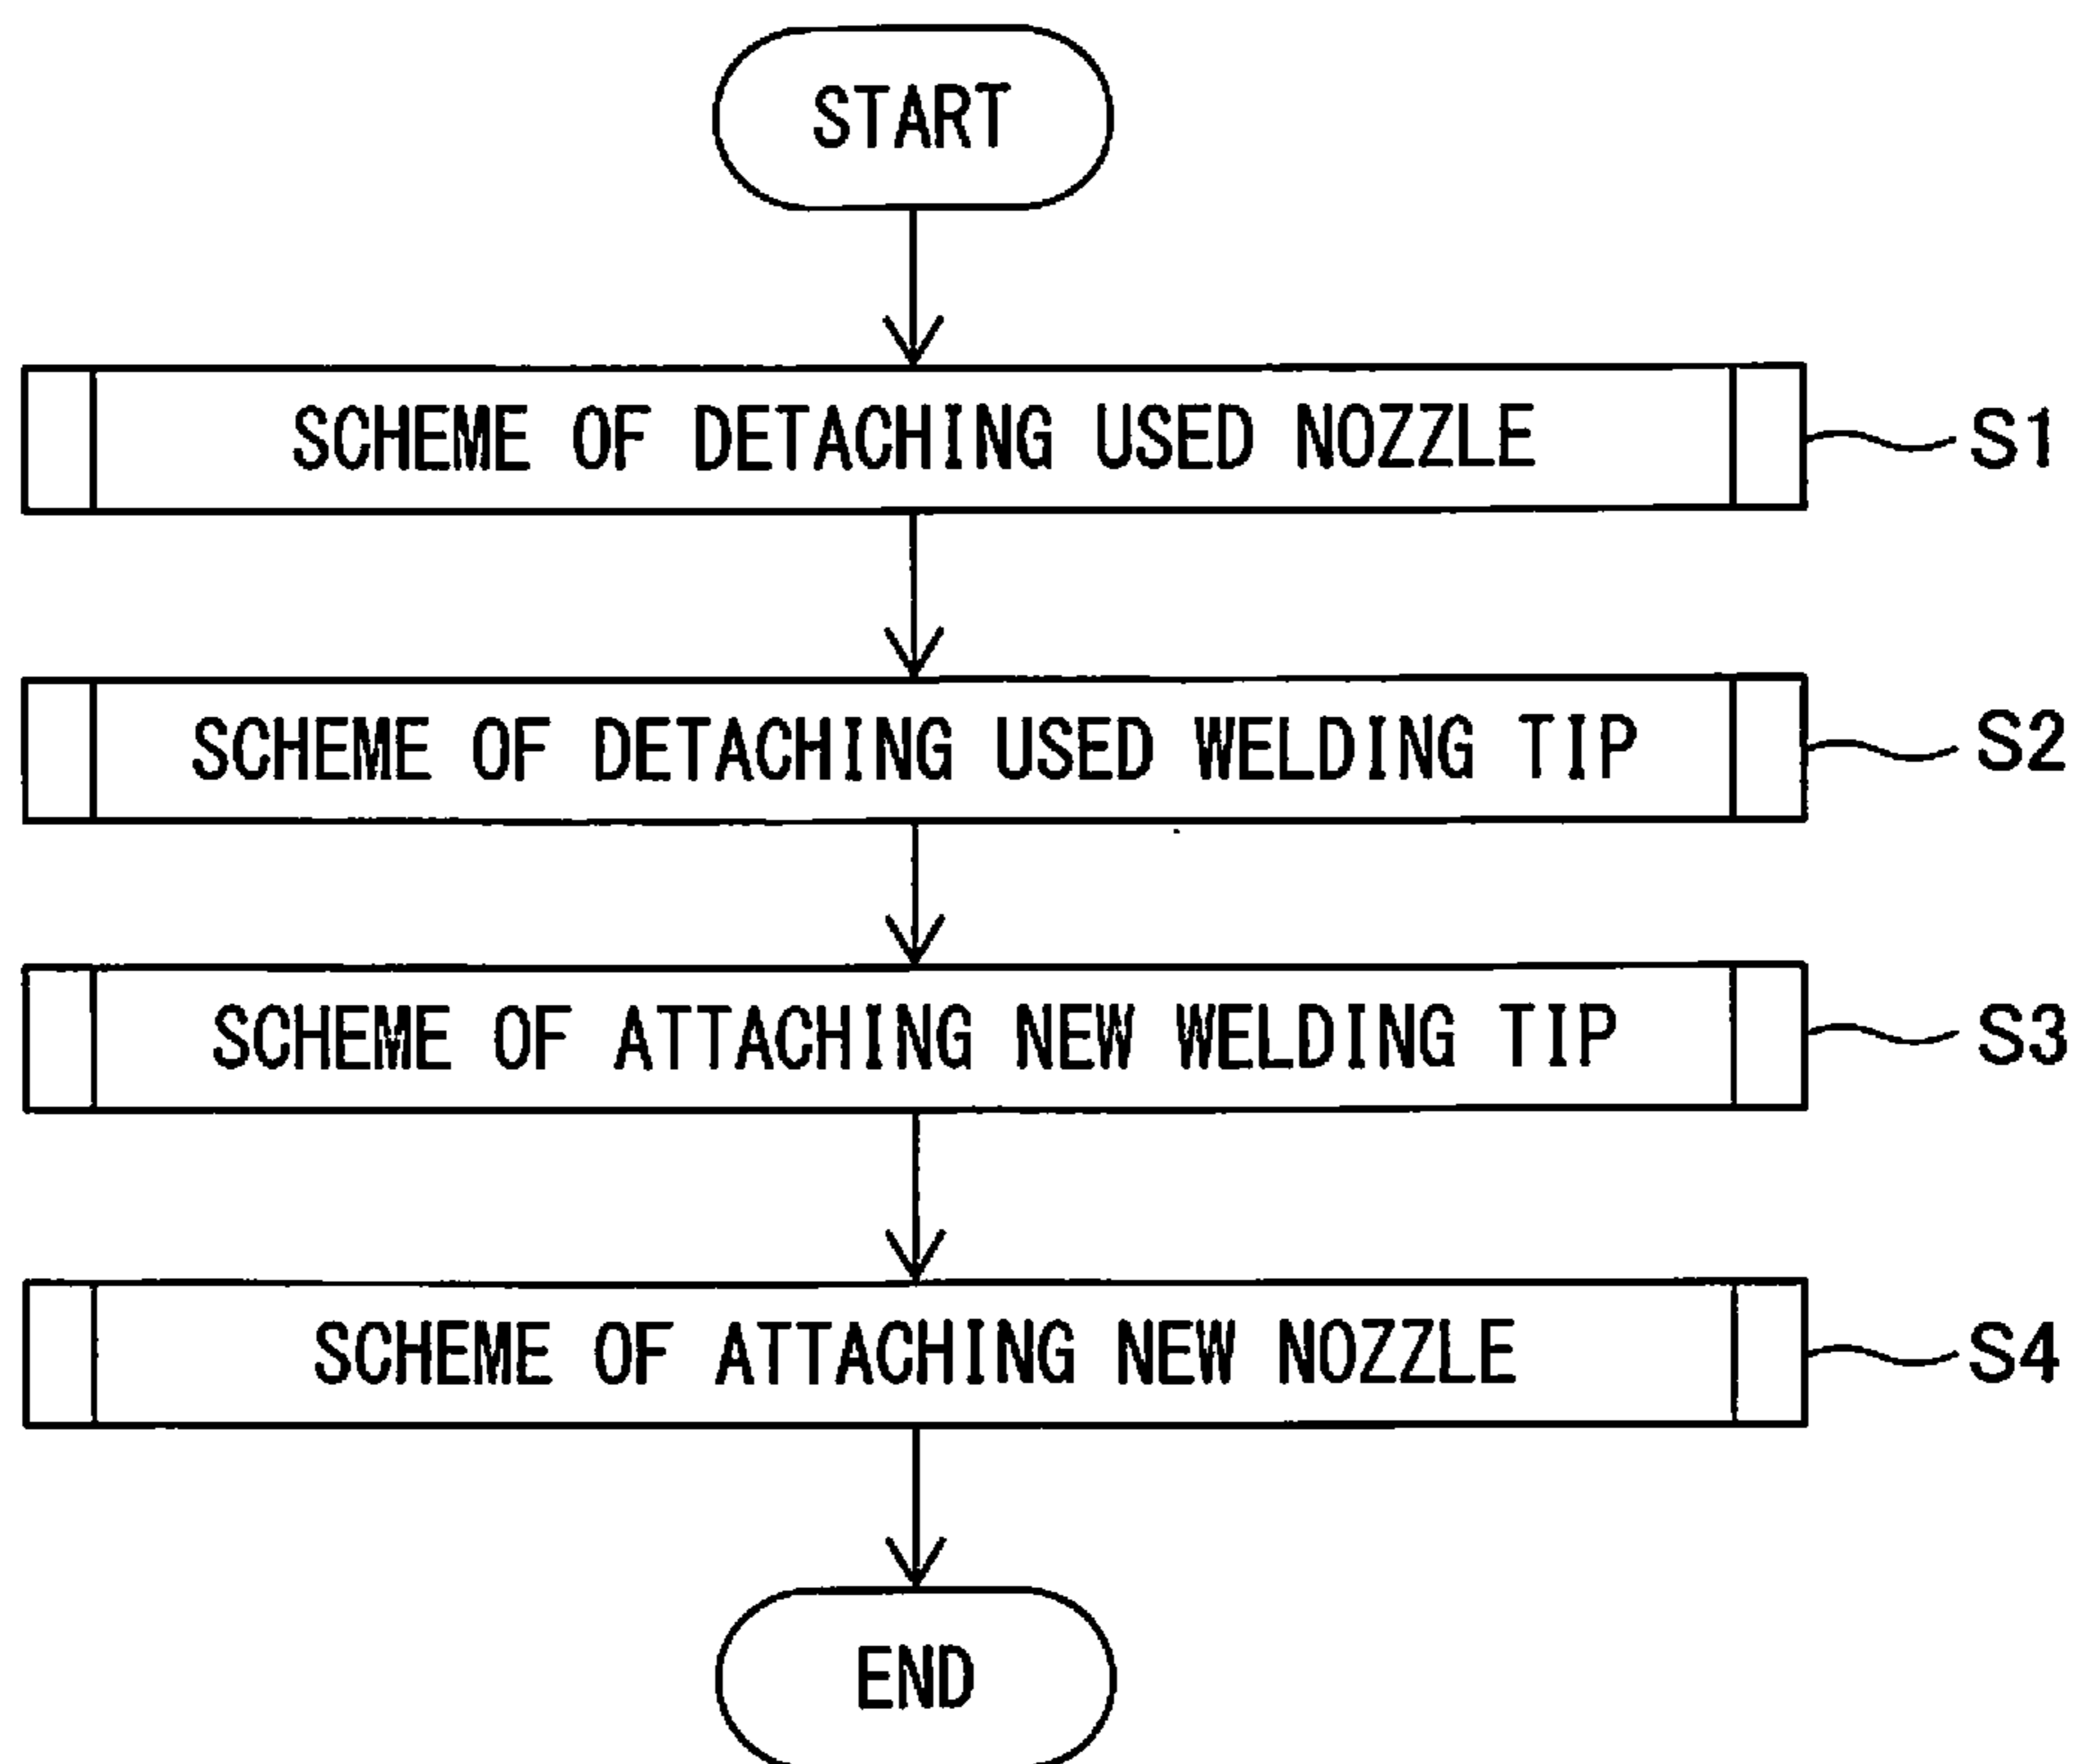 START
SCHEME OF DETACHING USED NOZZLE S1
SCHEME OF DETACHING USED WELDING TIP S2
SCHEME OF ATTACHING NEW WELDING TIP S3
SCHEME OF ATTACHING NEW NOZZLE S4
END